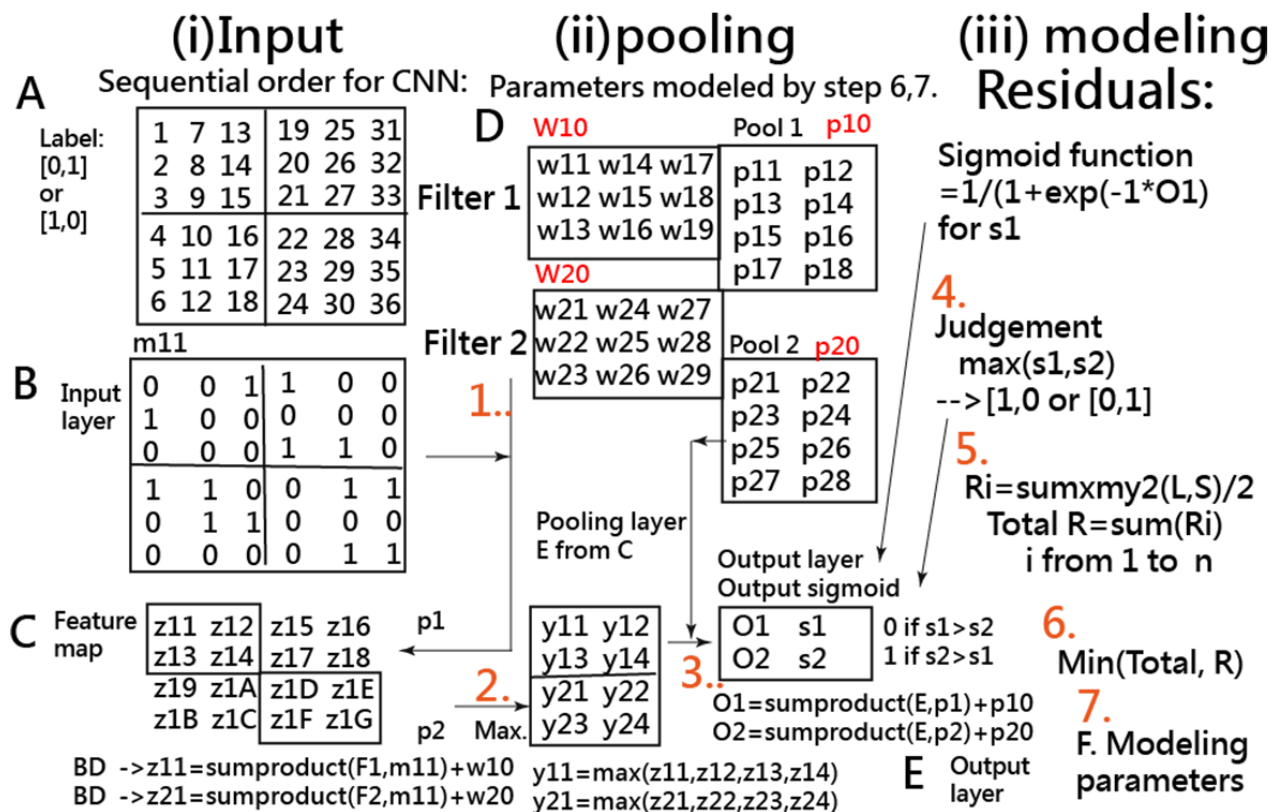 (i)Input
(ii)pooling
(iii) modeling
Sequential order for CNN:
Parameters modeled by step 6,7.
Residuals:
A
Label:
[0,1]
or
[1,0]
1 7 13 19 25 31
2 8 14 20 26 32
3 9 15 21 27 33
4 10 16 22 28 34
5 11 17 23 29 35
6 12 18 24 30 36
m11
B
Input
layer
0 0 1 1 0 0
1 0 0 0 0 0
0 0 0 1 1 0
1 1 0 0 1 1
0 1 1 0 0 0
0 0 0 0 1 1
C
Feature
map
z11 z12 z15 z16
z13 z14 z17 z18
z19 z1A z1D z1E
z1B z1C z1F z1G
p1
p2
BD ->z11=sumproduct(F1,m11)+w10
BD ->z21=sumproduct(F2,m11)+w20
D
W10
Filter 1
w11 w14 w17
w12 w15 w18
w13 w16 w19
Pool 1
p10
p11 p12
p13 p14
p15 p16
p17 p18
W20
Filter 2
w21 w24 w27
w22 w25 w28
w23 w26 w29
Pool 2
p20
p21 p22
p23 p24
p25 p26
p27 p28
1..
Pooling layer
E from C
2.
Max.
y11 y12
y13 y14
y21 y22
y23 y24
y11=max(z11,z12,z13,z14)
y21=max(z21,z22,z23,z24)
3..
Output layer
Output sigmoid
O1 s1
O2 s2
0 if s1>s2
1 if s2>s1
O1=sumproduct(E,p1)+p10
O2=sumproduct(E,p2)+p20
E
Output
layer
Sigmoid function
=1/(1+exp(-1*O1)
for s1
4.
Judgement
max(s1,s2)
-->[1,0 or [0,1]
5.
Ri=sumxmy2(L,S)/2
Total R=sum(Ri)
i from 1 to n
6.
Min(Total, R)
7.
F. Modeling
parameters